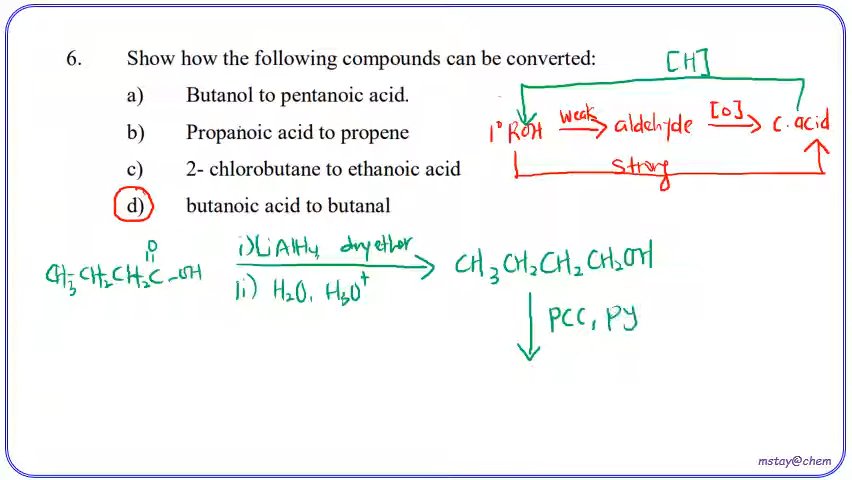 6. Show how the following compounds can be converted:
[H]
a) Butanol to pentanoic acid.
1° ROH weak aldehyde [O] c. acid
b) Propanoic acid to propene
strong
c) 2- chlorobutane to ethanoic acid
d) butanoic acid to butanal
CH3CH2CH2C-OH
O
i) LiAlH4, dry ether
ii) H2O, H3O+
CH3CH2CH2CH2OH
PCC, py
mstay@chem